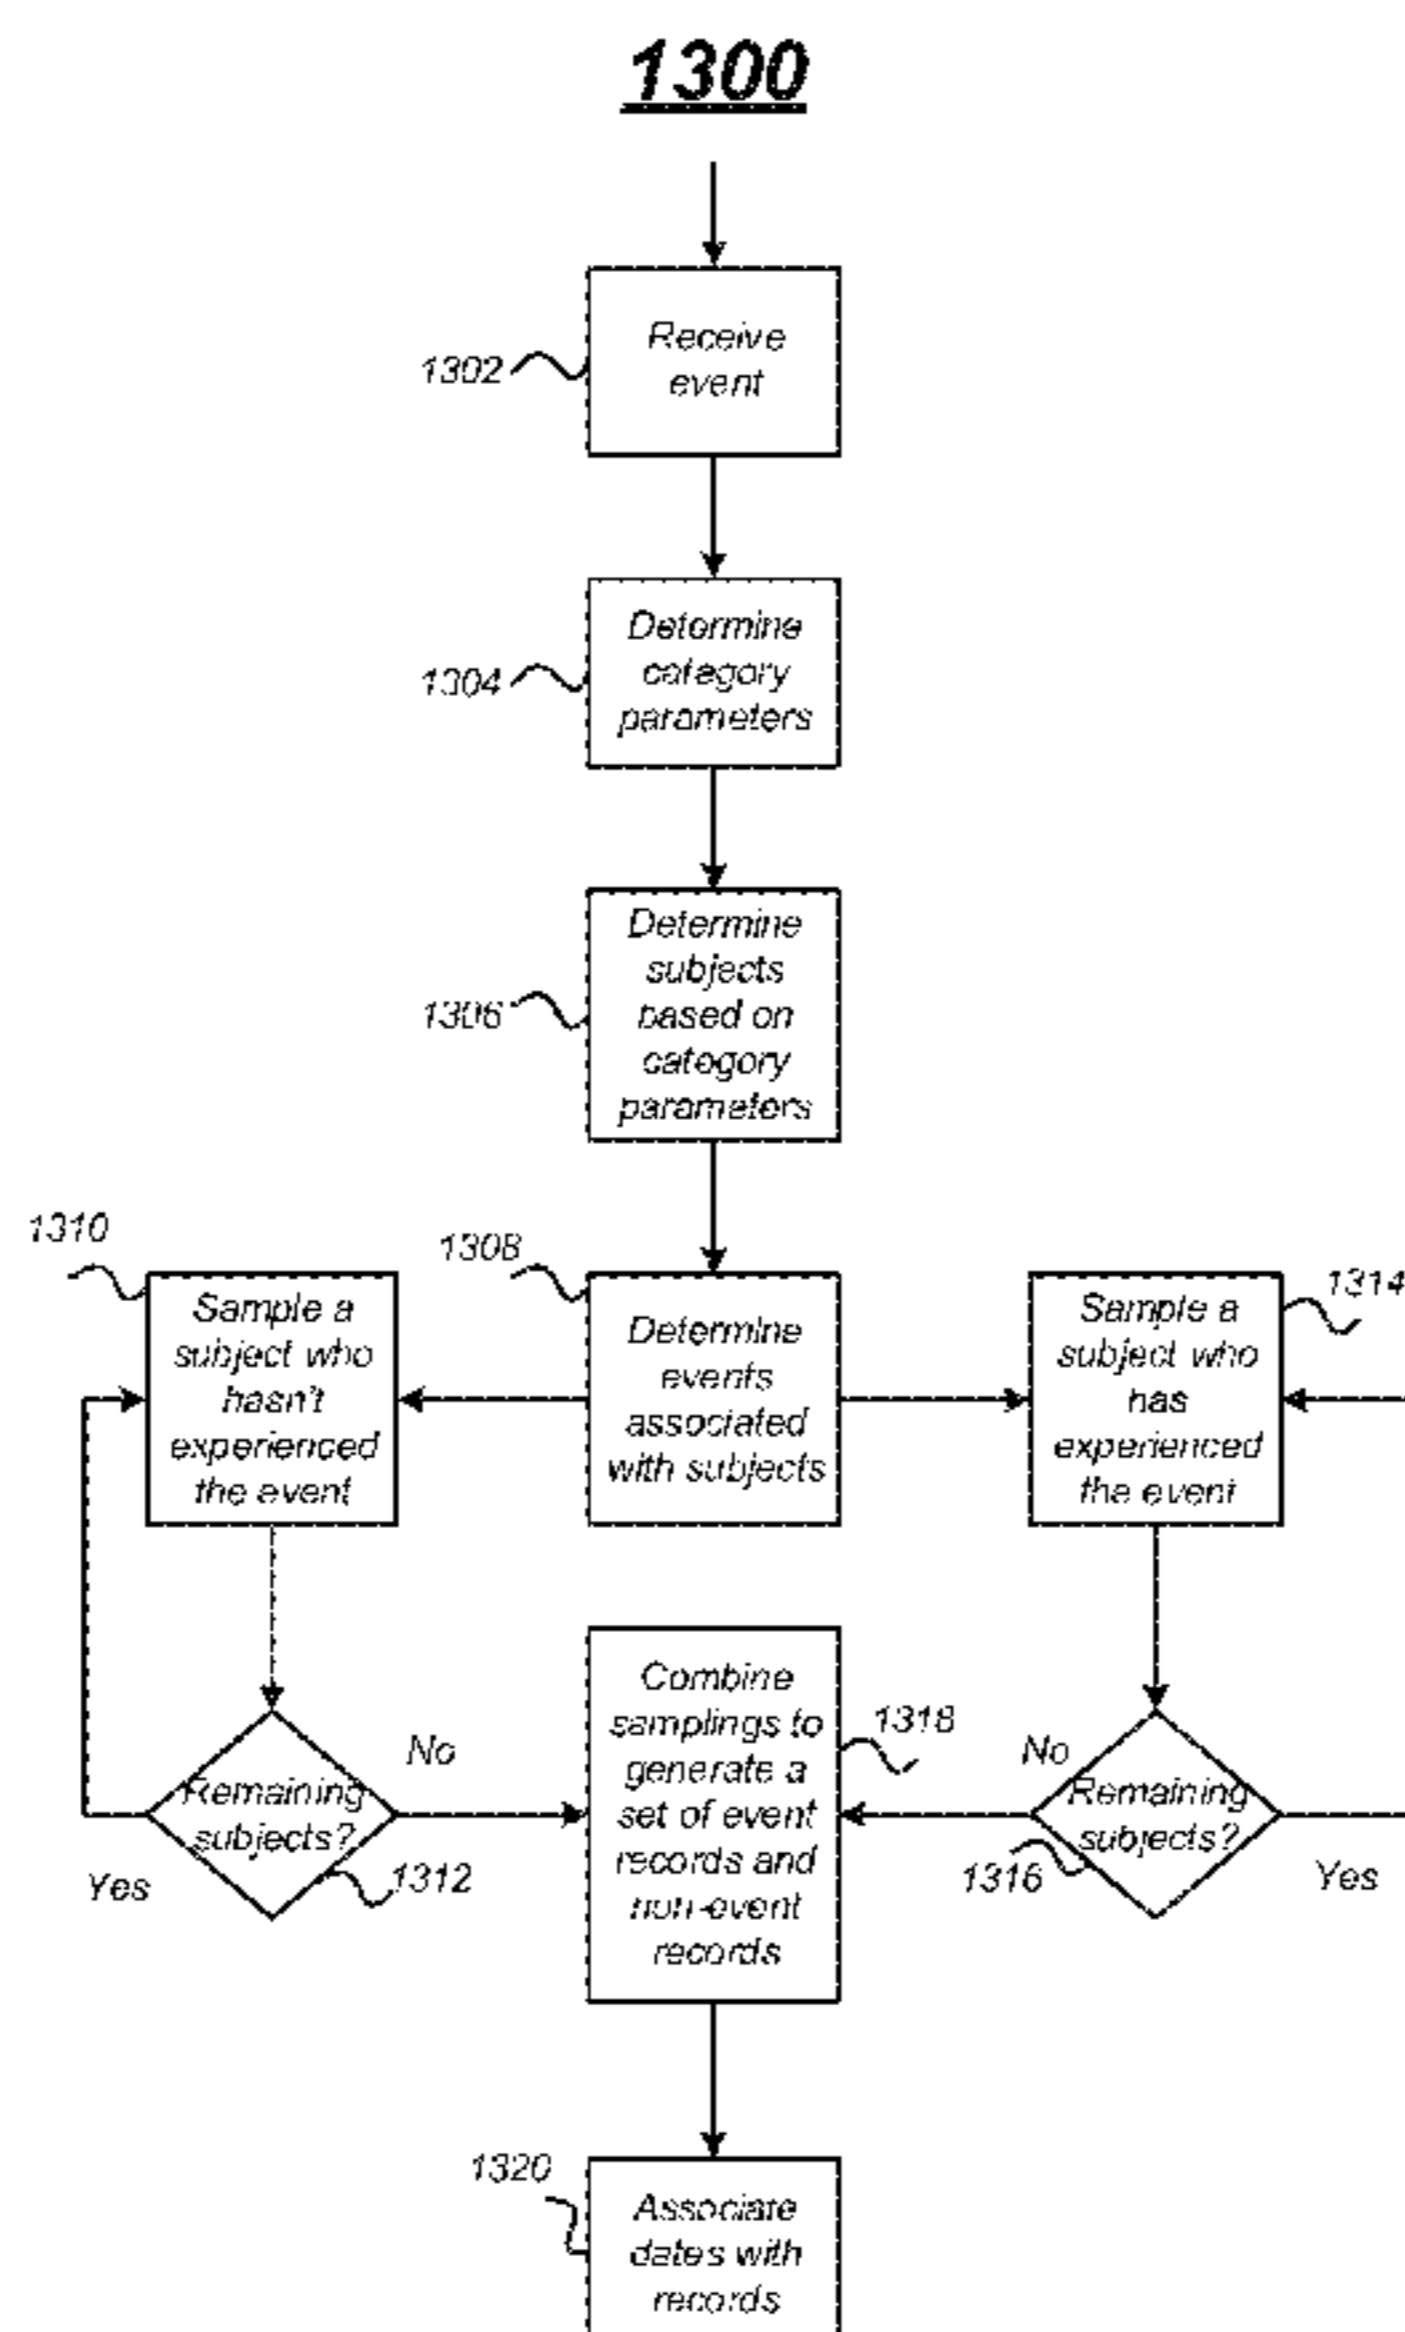 1300
Receive
event
1302
Determine
category
parameters
1304
Determine
subjects
based on
category
parameters
1306
1310
Sample a
subject who
hasn't
experienced
the event
1308
Determine
events
associated
with subjects
1314
Sample a
subject who
has
experienced
the event
Remaining
subjects?
No
Yes
1312
Combine
samplings to
generate a
set of event
records and
non-event
records
1318
No
Remaining
subjects?
1316
Yes
1320
Associate
dates with
records